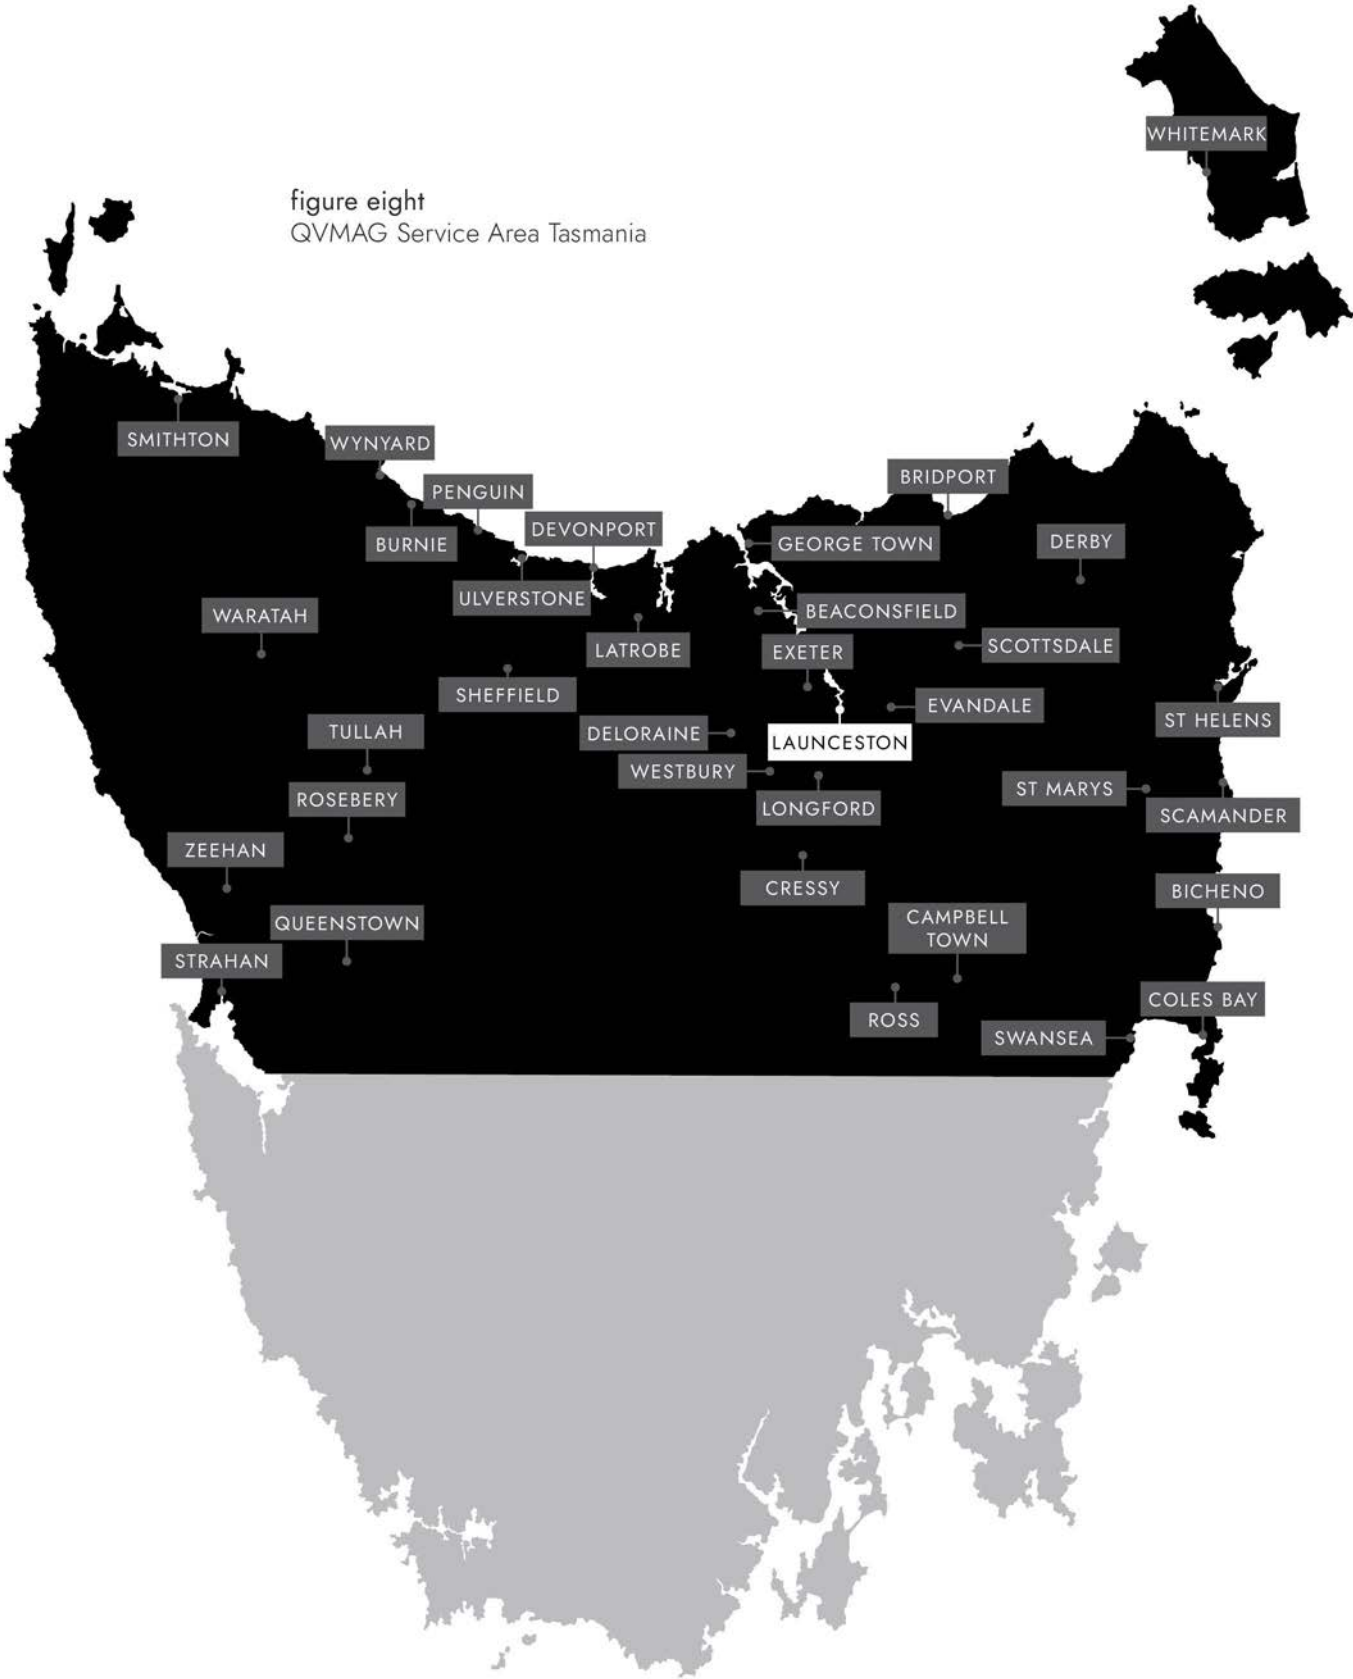 WHITEMARK
figure eight
QVMAG Service Area Tasmania
SMITHTON
WYNYARD
BRIDPORT
PENGUIN
DEVONPORT
BURNIE
GEORGE TOWN
DERBY
ULVERSTONE
BEACONSFIELD
WARATAH
LATROBE
EXETER
SCOTTSDALE
SHEFFIELD
EVANDALE
ST HELENS
TULLAH
DELORAINE
LAUNCESTON
WESTBURY
ST MARYS
ROSEBERY
LONGFORD
SCAMANDER
ZEEHAN
CRESSY
BICHENO
QUEENSTOWN
CAMPBELL
TOWN
STRAHAN
COLES BAY
ROSS
SWANSEA